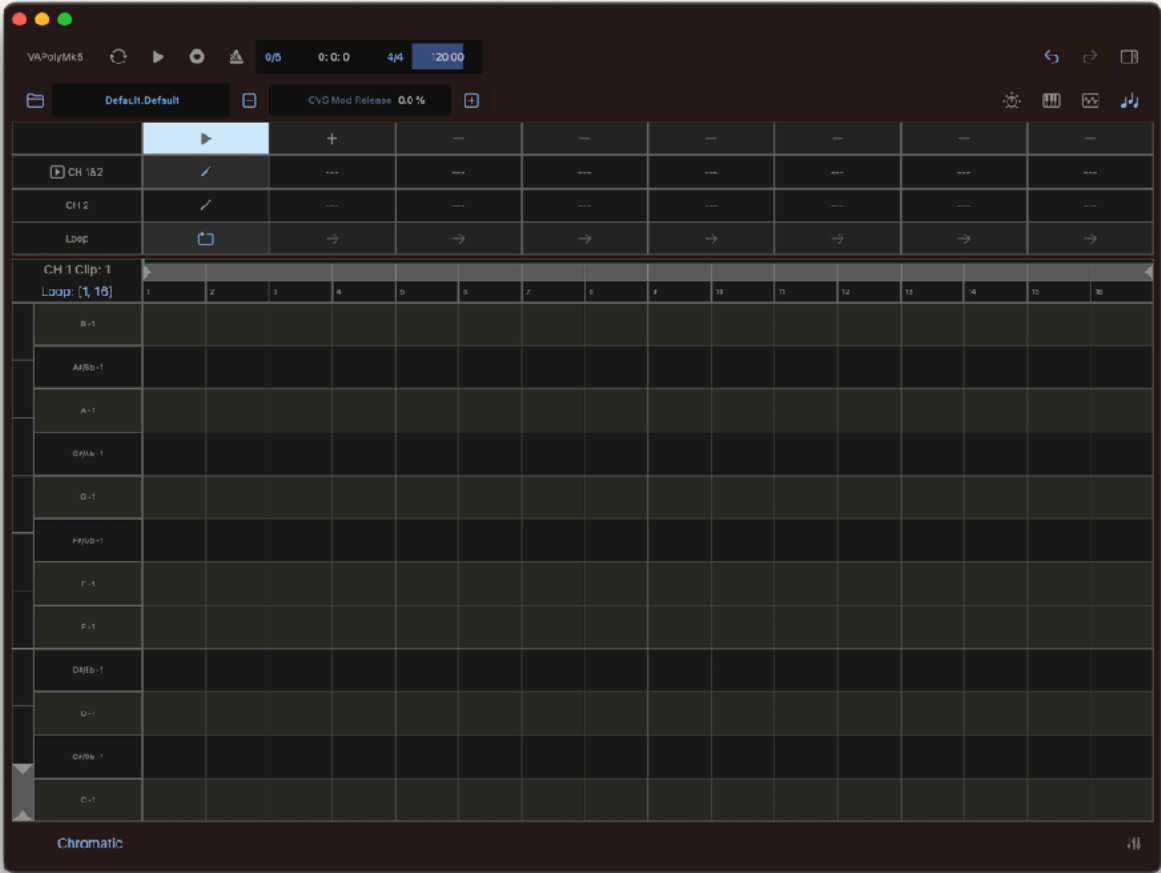 VAPolyMk5 0/5 0: 0: 0 4/4 120.00
Default.Default CVS Mod Release 0.0 %
CH 1&2 --- --- --- --- --- --- ---
CH 2 --- --- --- --- --- --- ---
Loop
CH 1 Clip: 1
Loop: [1, 16]
1 2 3 4 5 6 7 8 9 10 11 12 13 14 15 16
B -1
A#/Bb -1
A -1
G#/Ab -1
G -1
F#/Gb -1
F -1
E -1
D#/Eb -1
D -1
C#/Db -1
C -1
Chromatic